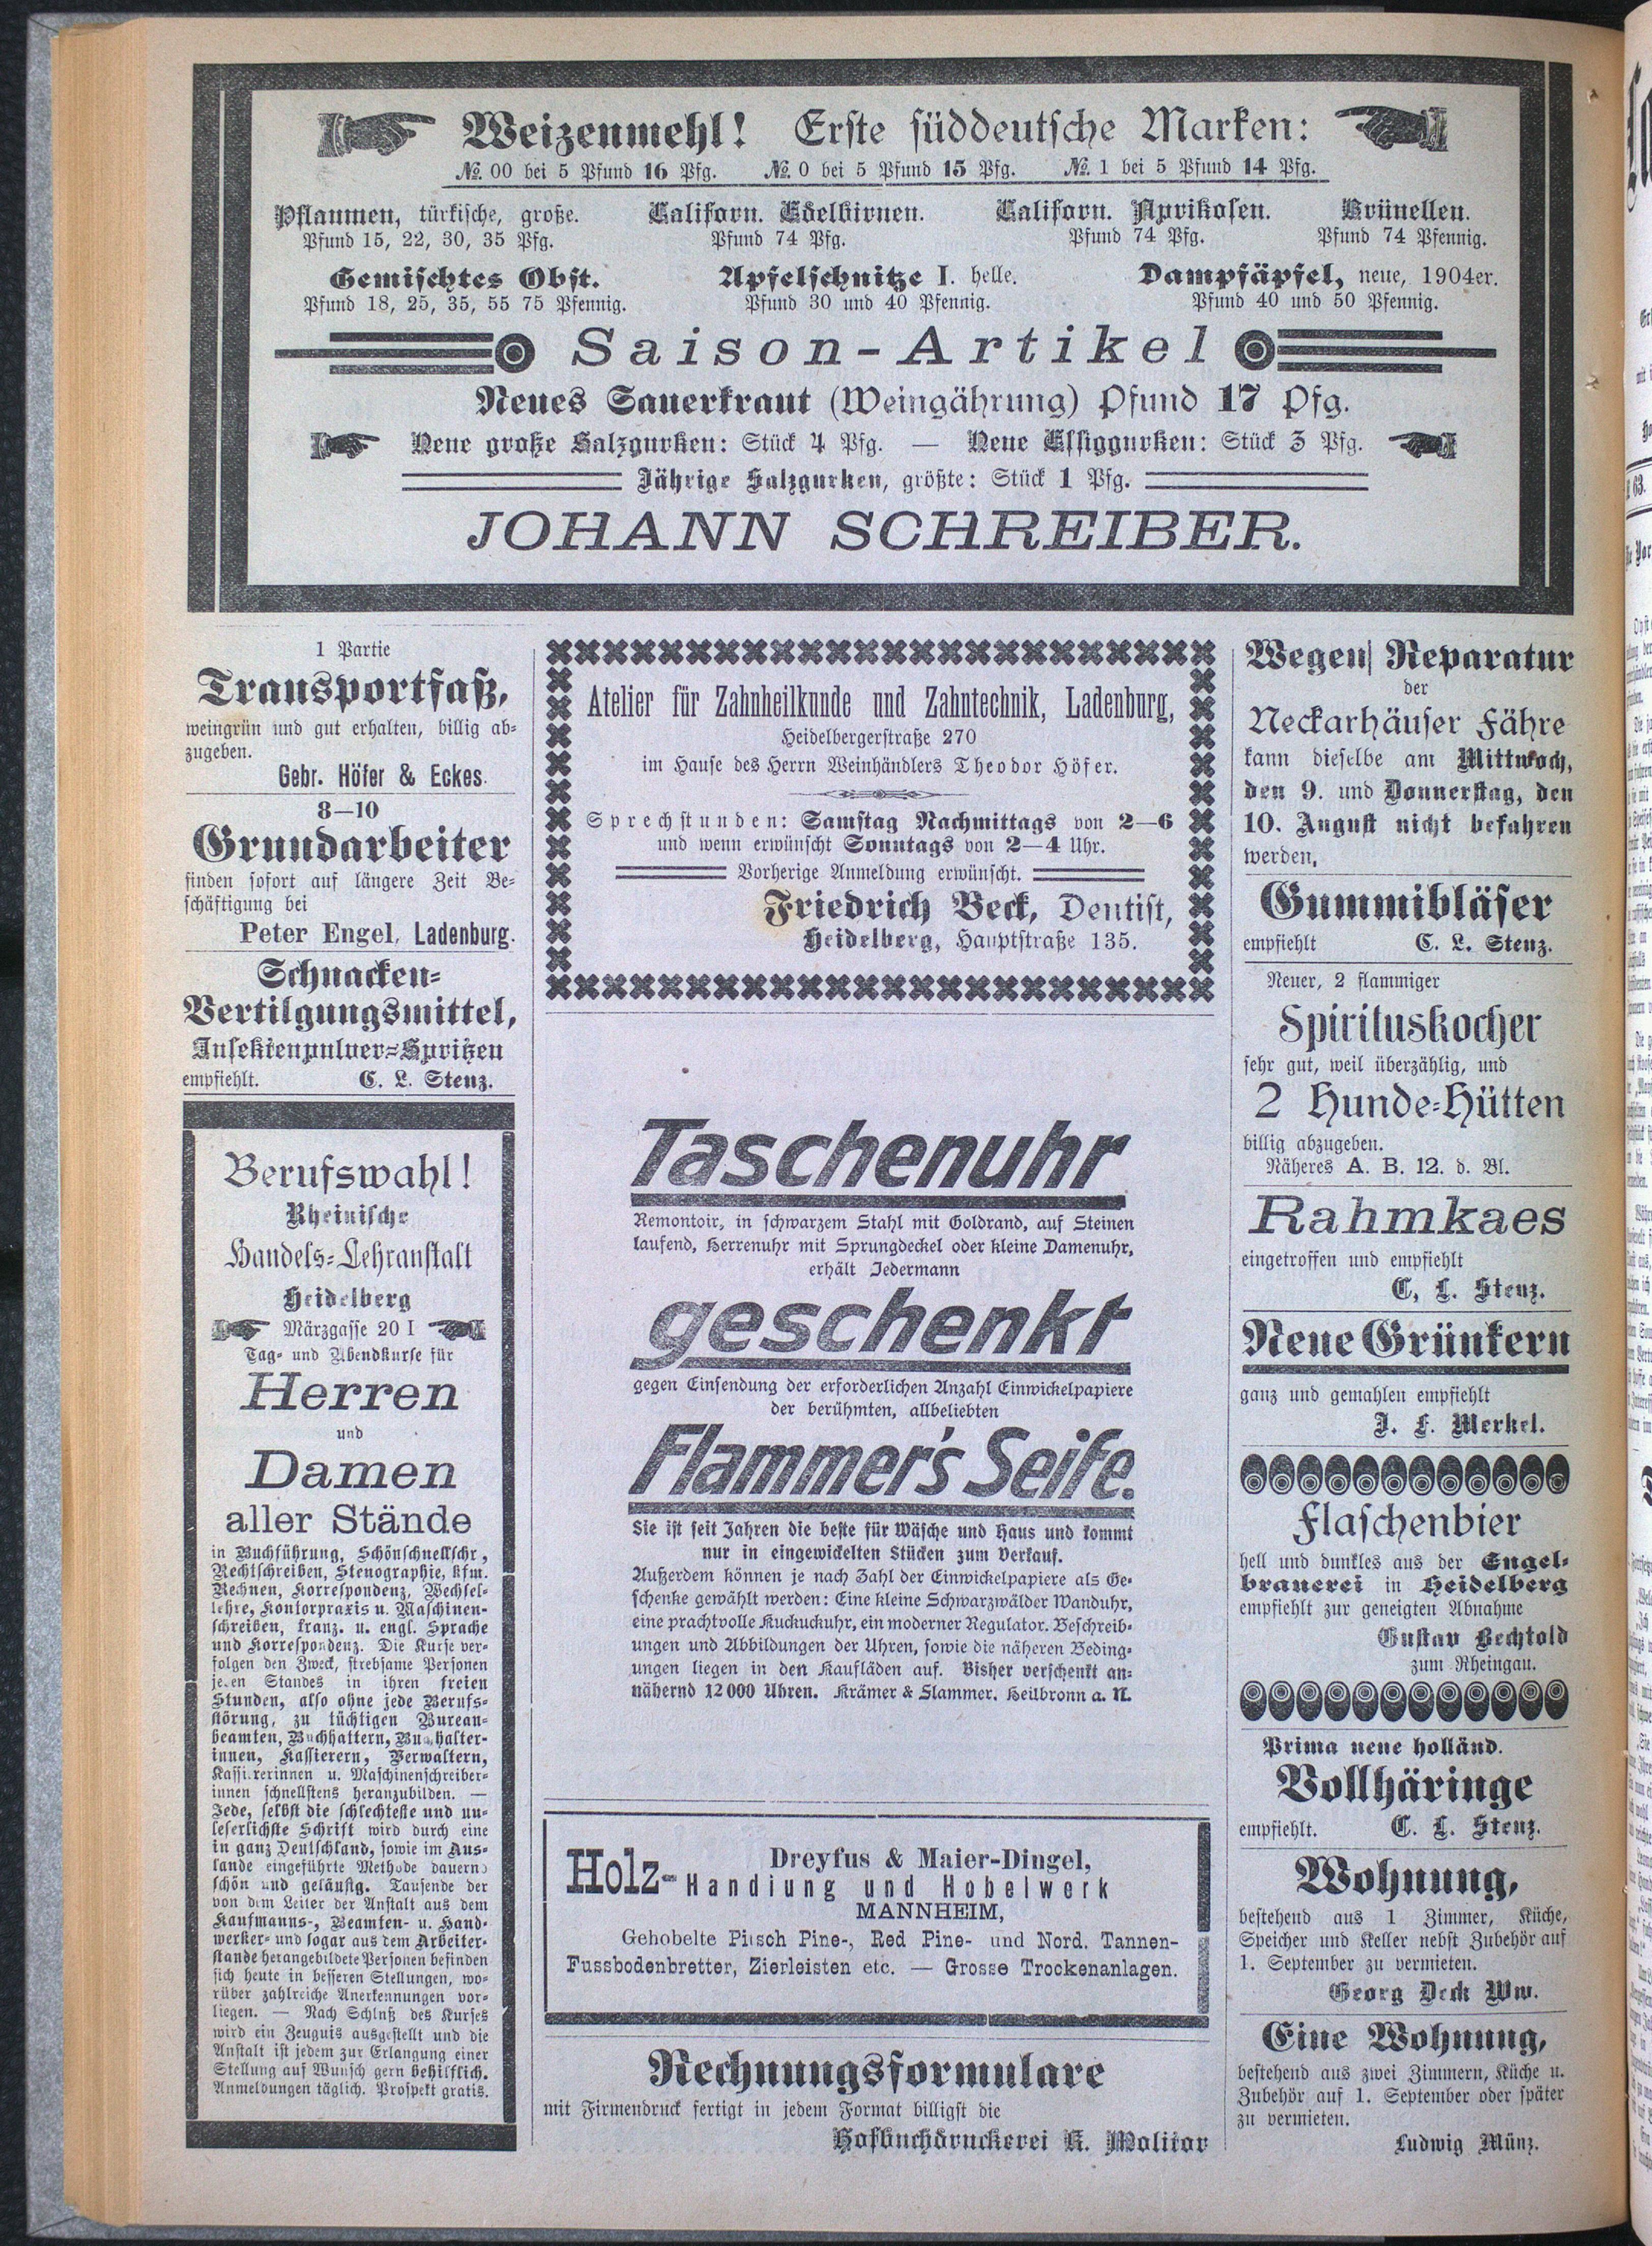 Weizenmehl! Erste süddeutsche Marken:
No. 00 bei 5 Pfund 16 Pfg. No. 0 bei 5 Pfund 15 Pfg. No. 1 bei 5 Pfund 14 Pfg.
Pflaumen, türkische, große. Californ. Edelbirnen. Californ. Aprikosen. Brünellen.
Pfund 15, 22, 30, 35 Pfg. Pfund 74 Pfg. Pfund 74 Pfg. Pfund 74 Pfennig.
Gemischtes Obst. Apfelschnitze I. helle. Dampfäpfel, neue, 1904er.
Pfund 18, 25, 35, 55 75 Pfennig. Pfund 30 und 40 Pfennig. Pfund 40 und 50 Pfennig.
Saison-Artikel
Neues Sauerkraut (Weingährung) Pfund 17 Pfg.
Neue große Salzgurken: Stück 4 Pfg. — Neue Essiggurken: Stück 3 Pfg.
Jährige Salzgurken, größte: Stück 1 Pfg.
JOHANN SCHREIBER.
1 Partie
Transportfaß,
weingrün und gut erhalten, billig ab-
zugeben.
Gebr. Höfer & Eckes.
8—10
Grundarbeiter
finden sofort auf längere Zeit Be-
schäftigung bei
Peter Engel, Ladenburg.
Schnacken-
Vertilgungsmittel,
Insektenpulver-Spritzen
empfiehlt. C. L. Stenz.
Berufswahl!
Rheinische
Handels-Lehranstalt
Heidelberg
Märzgasse 20 I
Tag- und Abendkurse für
Herren
und
Damen
aller Stände
in Buchführung, Schönschnellschr,
Rechtschreiben, Stenographie, kfm.
Rechnen, Korrespondenz, Wechsel-
lehre, Kontorpraxis u. Maschinen-
schreiben, franz. u. engl. Sprache
und Korrespondenz. Die Kurse ver-
folgen den Zweck, strebsame Personen
jeden Standes in ihren freien
Stunden, also ohne jede Berufs-
störung, zu tüchtigen Bureau-
beamten, Buchhaltern, Buchhalter-
innen, Kassierern, Verwaltern,
Kassiererinnen u. Maschinenschreiber-
innen schnellstens heranzubilden. —
Jede, selbst die schlechteste und un-
leserlichste Schrift wird durch eine
in ganz Deutschland, sowie im Aus-
lande eingeführte Methode dauernd
schön und geläufig. Tausende der
von dem Leiter der Anstalt aus dem
Kaufmanns-, Beamten- u. Hand-
werker- und sogar aus dem Arbeiter-
stande herangebildete Personen befinden
sich heute in besseren Stellungen, wo-
rüber zahlreiche Anerkennungen vor-
liegen. — Nach Schluß des Kurses
wird ein Zeugnis ausgestellt und die
Anstalt ist jedem zur Erlangung einer
Stellung auf Wunsch gern behilflich.
Anmeldungen täglich. Prospekt gratis.
Atelier für Zahnheilkunde und Zahntechnik, Ladenburg,
Heidelbergerstraße 270
im Hause des Herrn Weinhändlers Theodor Höfer.
Sprechstunden: Samstag Nachmittags von 2—6
und wenn erwünscht Sonntags von 2—4 Uhr.
Vorherige Anmeldung erwünscht.
Friedrich Beck, Dentist,
Heidelberg, Hauptstraße 135.
Taschenuhr
Remontoir, in schwarzem Stahl mit Goldrand, auf Steinen
laufend, Herrenuhr mit Sprungdeckel oder kleine Damenuhr,
erhält Jedermann
geschenkt
gegen Einsendung der erforderlichen Anzahl Einwickelpapiere
der berühmten, allbeliebten
Flammer's Seife.
Sie ist seit Jahren die beste für Wäsche und Haus und kommt
nur in eingewickelten Stücken zum Verkauf.
Außerdem können je nach Zahl der Einwickelpapiere als Ge-
schenke gewählt werden: Eine kleine Schwarzwälder Wanduhr,
eine prachtvolle Kuckuckuhr, ein moderner Regulator. Beschreib-
ungen und Abbildungen der Uhren, sowie die näheren Beding-
ungen liegen in den Kaufläden auf. Bisher verschenkt an-
nähernd 12000 Uhren. Krämer & Flammer. Heilbronn a. N.
Holz- Dreyfus & Maier-Dingel,
Handlung und Hobelwerk
MANNHEIM,
Gehobelte Pitsch Pine-, Red Pine- und Nord. Tannen-
Fussbodenbretter, Zierleisten etc. — Grosse Trockenanlagen.
Rechnungsformulare
mit Firmendruck fertigt in jedem Format billigst die
Hofbuchdruckerei K. Molitor
Wegen Reparatur
der
Neckarhäuser Fähre
kann dieselbe am Mittwoch,
den 9. und Donnerstag, den
10. August nicht befahren
werden.
Gummibläser
empfiehlt C. L. Stenz.
Neuer, 2 flammiger
Spirituskocher
sehr gut, weil überzählig, und
2 Hunde-Hütten
billig abzugeben.
Näheres A. B. 12. d. Bl.
Rahmkaes
eingetroffen und empfiehlt
C, L. Stenz.
Neue Grünkern
ganz und gemahlen empfiehlt
J. F. Merkel.
Flaschenbier
hell und dunkles aus der Engel-
brauerei in Heidelberg
empfiehlt zur geneigten Abnahme
Gustav Bechtold
zum Rheingau.
Prima neue holländ.
Vollhäringe
empfiehlt. C. L. Stenz.
Wohnung,
bestehend aus 1 Zimmer, Küche,
Speicher und Keller nebst Zubehör auf
1. September zu vermieten.
Georg Deck Ww.
Eine Wohnung,
bestehend aus zwei Zimmern, Küche u.
Zubehör auf 1. September oder später
zu vermieten.
Ludwig Münz.